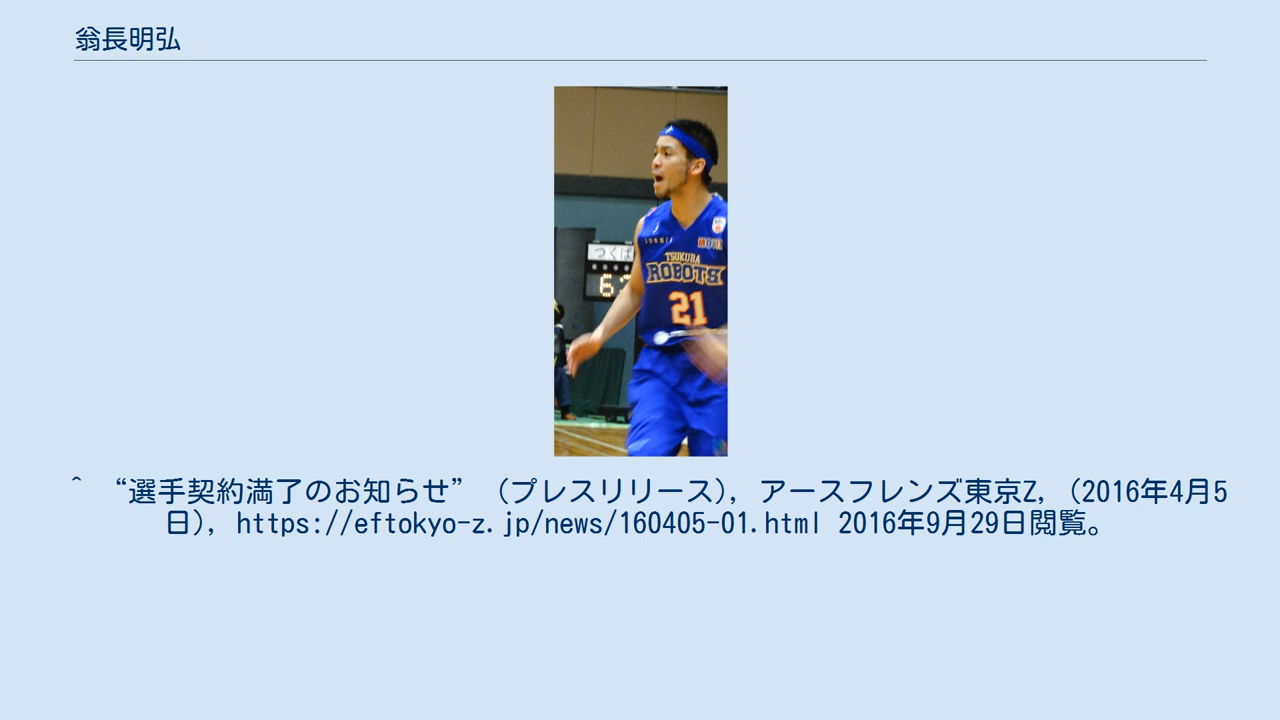 翁長明弘
つくば
TSUKUBA
ROBOTS
21
^ “選手契約満了のお知らせ” (プレスリリース), アースフレンズ東京Z, (2016年4月5
日), https://eftokyo-z.jp/news/160405-01.html 2016年9月29日閲覧。